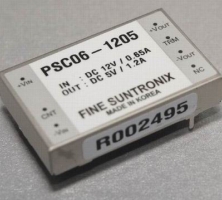 PSC06-1205
IN : DC 12V / 0.65A
OUT : DC 5V / 1.2A
FINE SUNTRONIX
MADE IN KOREA
R002495
+VIN
CNT
-VIN
+VOUT
TRM
-VOUT
NC